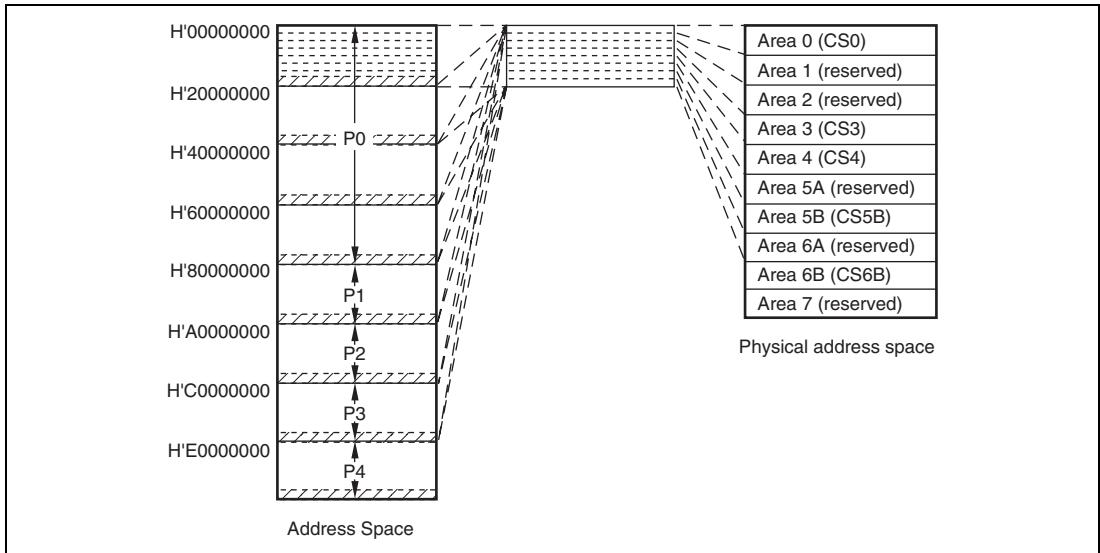 H'00000000
H'20000000
H'40000000
H'60000000
H'80000000
H'A0000000
H'C0000000
H'E0000000
P0
P1
P2
P3
P4
Address Space
Area 0 (CS0)
Area 1 (reserved)
Area 2 (reserved)
Area 3 (CS3)
Area 4 (CS4)
Area 5A (reserved)
Area 5B (CS5B)
Area 6A (reserved)
Area 6B (CS6B)
Area 7 (reserved)
Physical address space